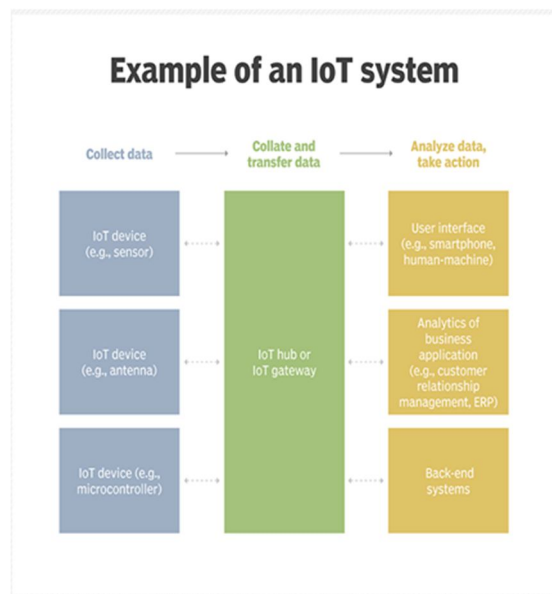 Example of an IoT system
Collect data
Collate and
transfer data
Analyze data,
take action
IoT device
(e.g., sensor)
IoT device
(e.g., antenna)
IoT device (e.g.,
microcontroller)
IoT hub or
IoT gateway
User interface
(e.g., smartphone,
human-machine)
Analytics of
business
application
(e.g., customer
relationship
management, ERP)
Back-end
systems